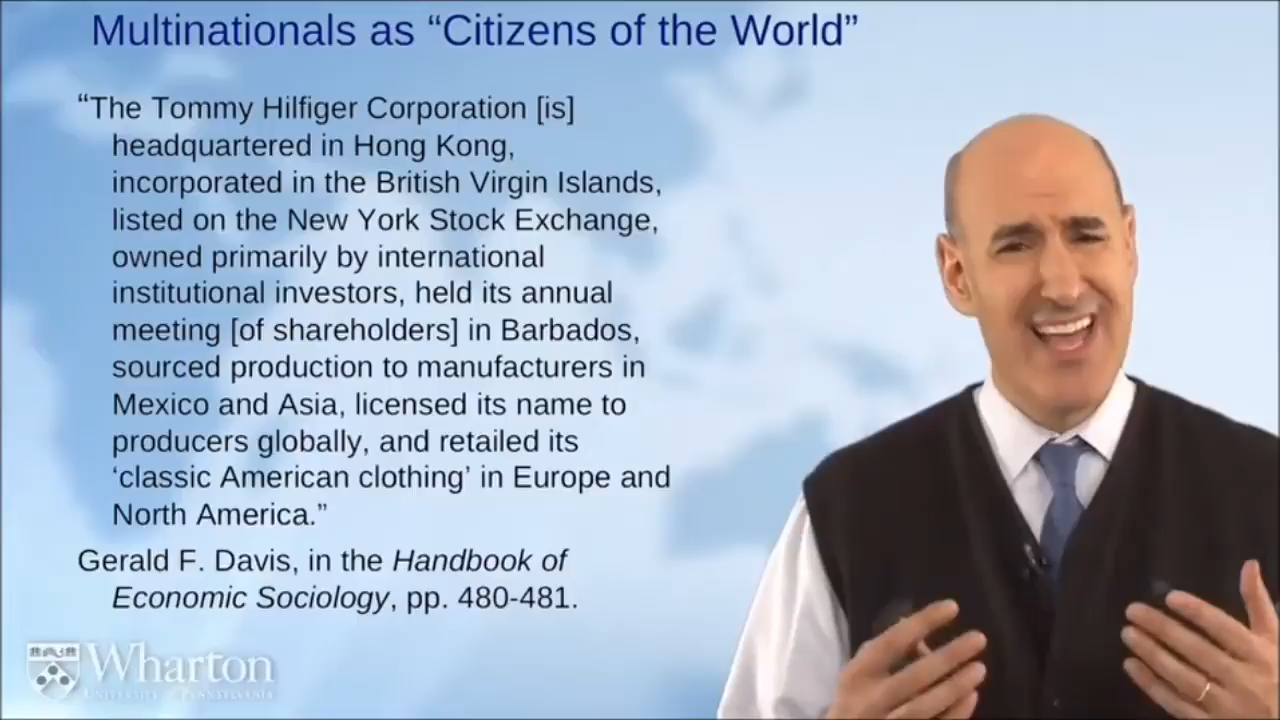 Multinationals as “Citizens of the World”
“The Tommy Hilfiger Corporation [is]
headquartered in Hong Kong,
incorporated in the British Virgin Islands,
listed on the New York Stock Exchange,
owned primarily by international
institutional investors, held its annual
meeting [of shareholders] in Barbados,
sourced production to manufacturers in
Mexico and Asia, licensed its name to
producers globally, and retailed its
‘classic American clothing’ in Europe and
North America.”
Gerald F. Davis, in the Handbook of
Economic Sociology, pp. 480-481.
Wharton
UNIVERSITY of PENNSYLVANIA